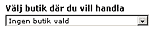 Välj butik där du vill handla
Ingen butik vald